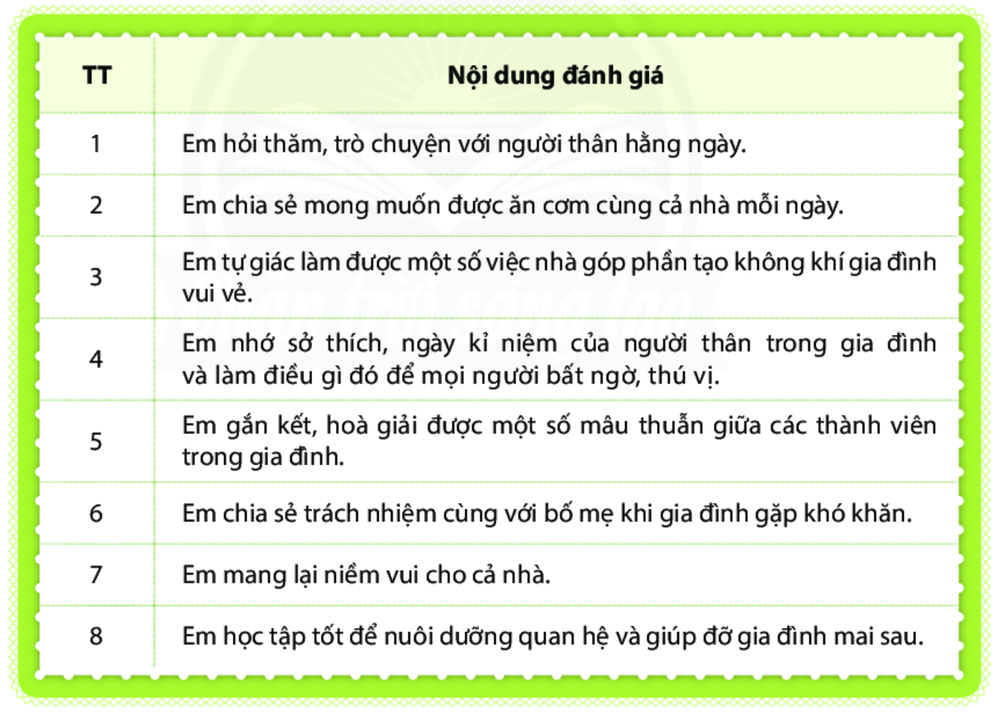 TT Nội dung đánh giá
1 Em hỏi thăm, trò chuyện với người thân hằng ngày.
2 Em chia sẻ mong muốn được ăn cơm cùng cả nhà mỗi ngày.
3 Em tự giác làm được một số việc nhà góp phần tạo không khí gia đình
vui vẻ.
4 Em nhớ sở thích, ngày kỉ niệm của người thân trong gia đình
và làm điều gì đó để mọi người bất ngờ, thú vị.
5 Em gắn kết, hoà giải được một số mâu thuẫn giữa các thành viên
trong gia đình.
6 Em chia sẻ trách nhiệm cùng với bố mẹ khi gia đình gặp khó khăn.
7 Em mang lại niềm vui cho cả nhà.
8 Em học tập tốt để nuôi dưỡng quan hệ và giúp đỡ gia đình mai sau.
Chân trời sáng tạo